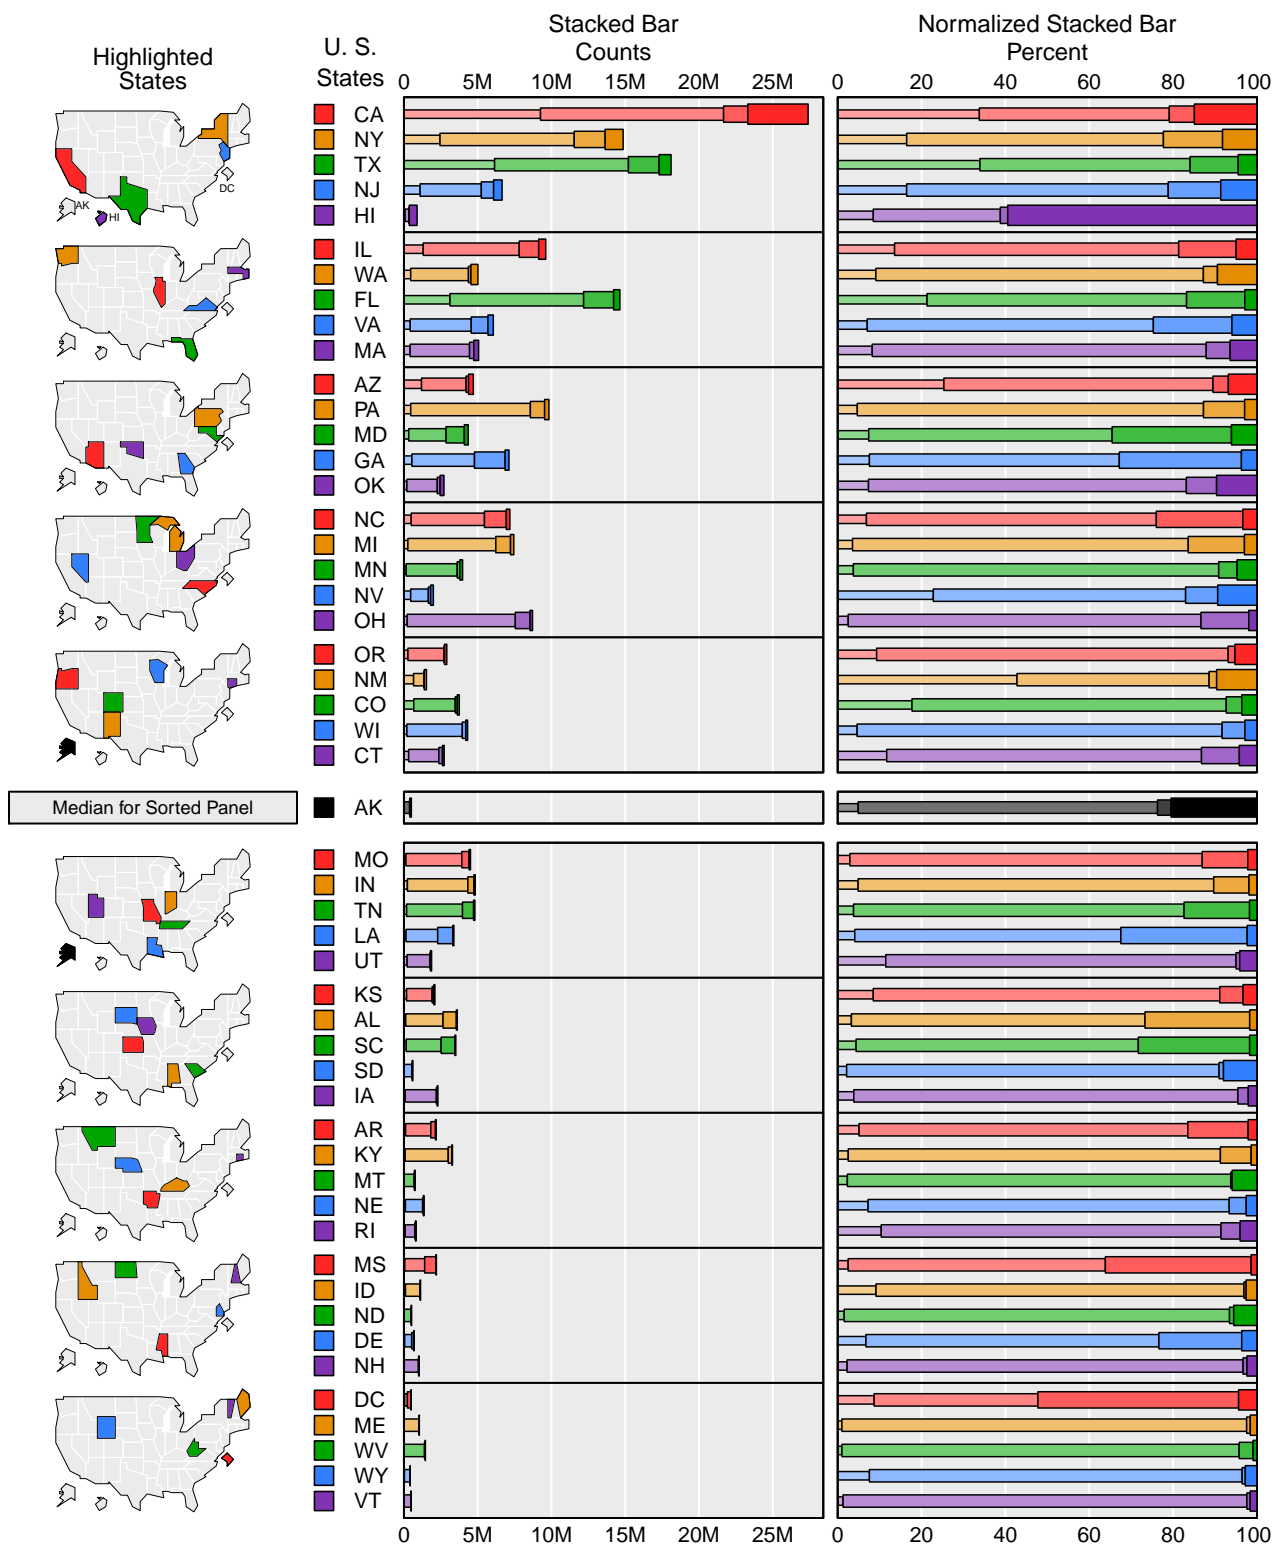 Highlighted
States
U. S.
States
Stacked Bar
Counts
Normalized Stacked Bar
Percent
0 5M 10M 15M 20M 25M
0 20 40 60 80 100
DC
AK
HI
CA
NY
TX
NJ
HI
IL
WA
FL
VA
MA
AZ
PA
MD
GA
OK
NC
MI
MN
NV
OH
OR
NM
CO
WI
CT
Median for Sorted Panel
AK
MO
IN
TN
LA
UT
KS
AL
SC
SD
IA
AR
KY
MT
NE
RI
MS
ID
ND
DE
NH
DC
ME
WV
WY
VT
0 5M 10M 15M 20M 25M
0 20 40 60 80 100